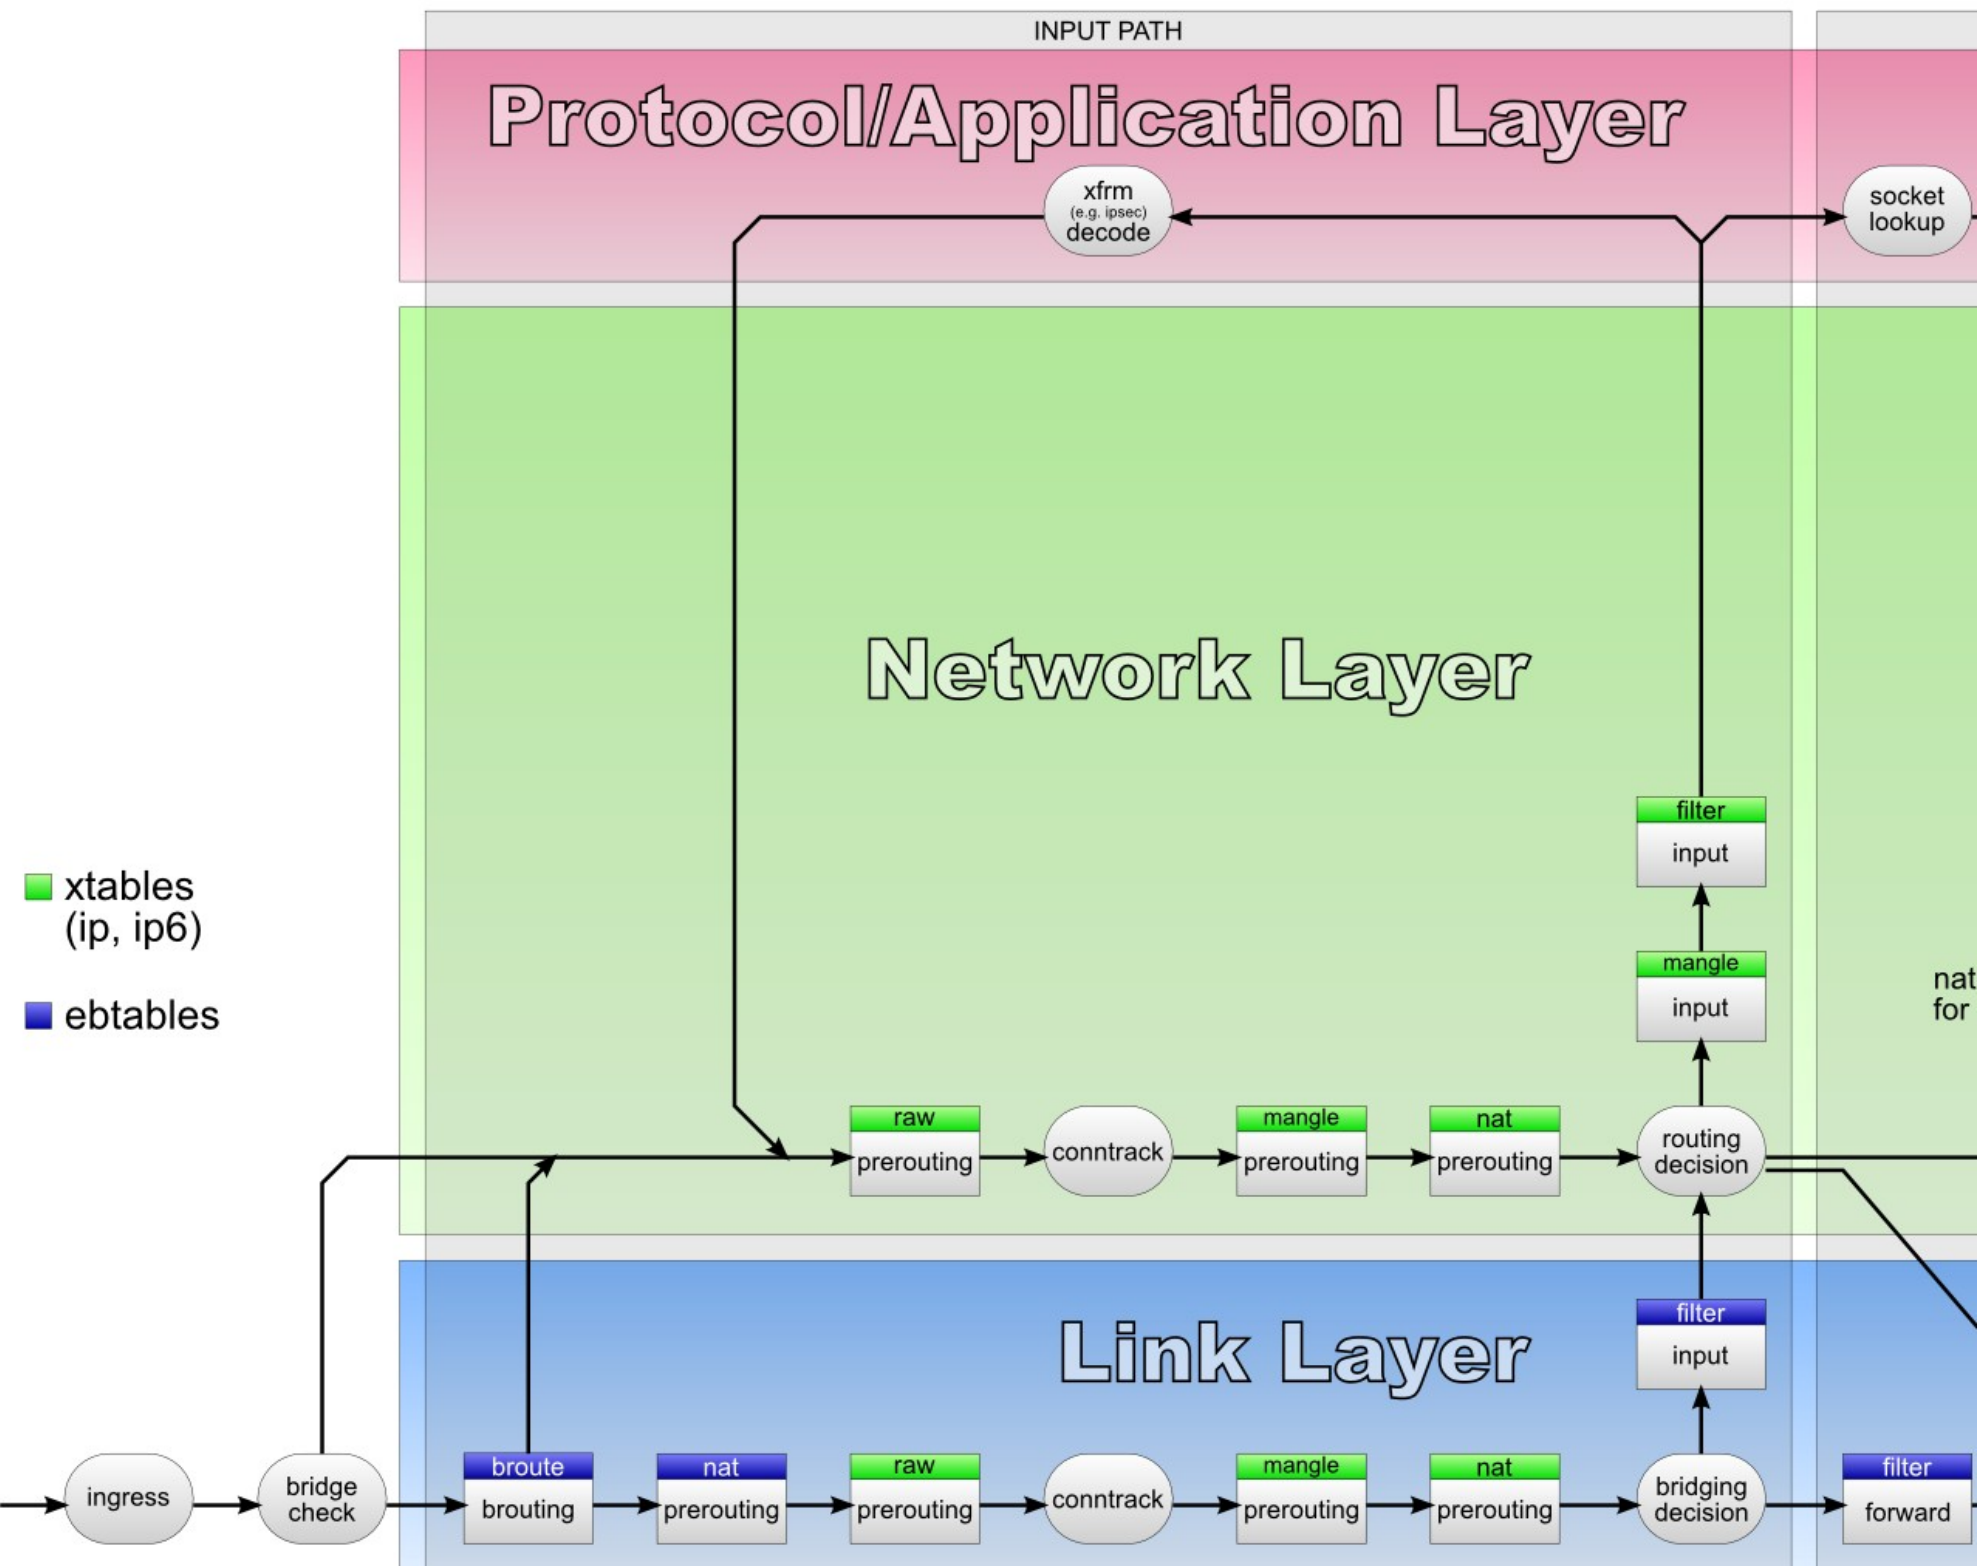 INPUT PATH
Protocol/Application Layer
xfrm
(e.g. ipsec)
decode
socket
lookup
Network Layer
filter
input
xtables
(ip, ip6)
mangle
input
nat
for
ebtables
raw
prerouting
conntrack
mangle
prerouting
nat
prerouting
routing
decision
Link Layer
filter
input
ingress
bridge
check
broute
brouting
nat
prerouting
raw
prerouting
conntrack
mangle
prerouting
nat
prerouting
bridging
decision
filter
forward